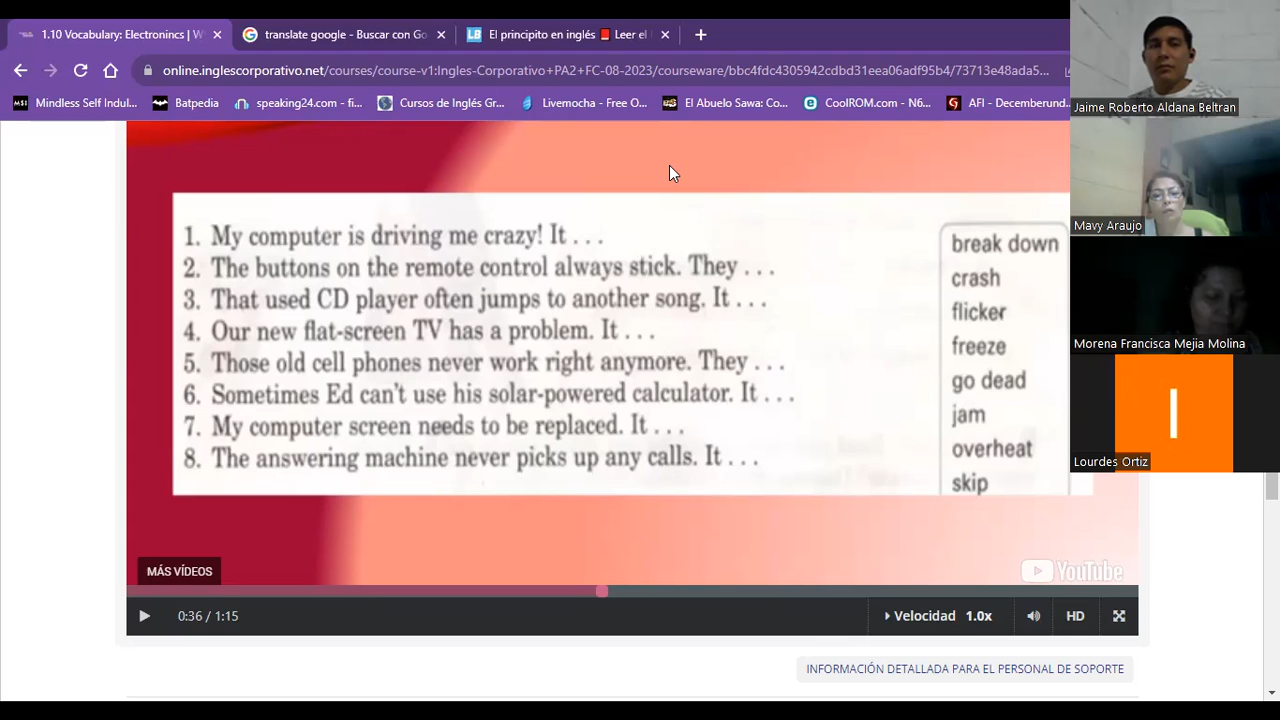 1.10 Vocabulary: Electronincs | W
translate google - Buscar con Go
El principito en inglés 📕 Leer el
online.inglescorporativo.net/courses/course-v1:Ingles-Corporativo+PA2+FC-08-2023/courseware/bbc4fdc4305942cdbd31eea06adf95b4/73713e48ada5...
Mindless Self Indul...
Batpedia
speaking24.com - fi...
Cursos de Inglés Gr...
Livemocha - Free O...
El Abuelo Sawa: Co...
CoolROM.com - N6...
AFI - Decemberund...
1. My computer is driving me crazy! It . . .
2. The buttons on the remote control always stick. They . . .
3. That used CD player often jumps to another song. It . . .
4. Our new flat-screen TV has a problem. It . . .
5. Those old cell phones never work right anymore. They . . .
6. Sometimes Ed can't use his solar-powered calculator. It . . .
7. My computer screen needs to be replaced. It . . .
8. The answering machine never picks up any calls. It . . .
break down
crash
flicker
freeze
go dead
jam
overheat
skip
MÁS VÍDEOS
YouTube
0:36 / 1:15
Velocidad 1.0x
HD
INFORMACIÓN DETALLADA PARA EL PERSONAL DE SOPORTE
Jaime Roberto Aldana Beltran
Mavy Araujo
Morena Francisca Mejia Molina
I
Lourdes Ortiz